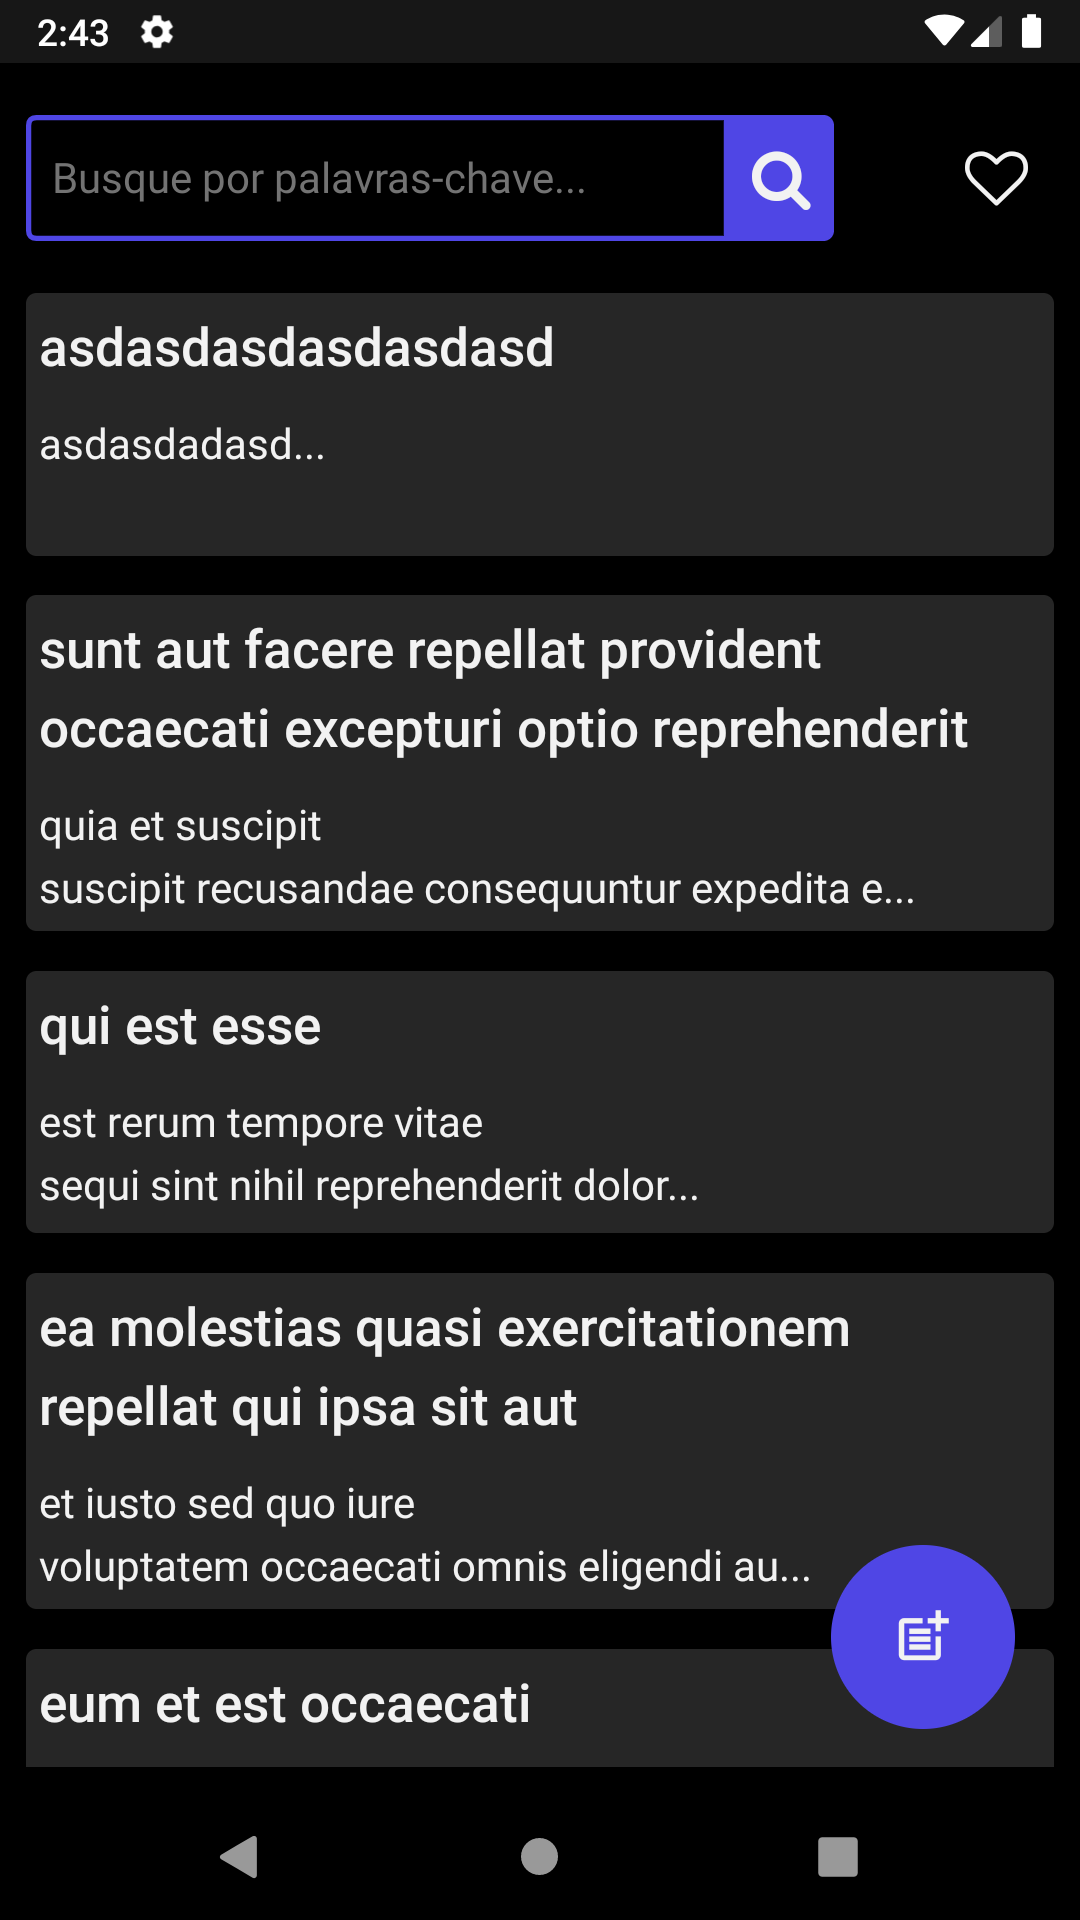 2:43
Busque por palavras-chave...
asdasdasdasdasdasd
asdasdadasd...
sunt aut facere repellat provident
occaecati excepturi optio reprehenderit
quia et suscipit
suscipit recusandae consequuntur expedita e...
qui est esse
est rerum tempore vitae
sequi sint nihil reprehenderit dolor...
ea molestias quasi exercitationem
repellat qui ipsa sit aut
et iusto sed quo iure
voluptatem occaecati omnis eligendi au...
eum et est occaecati